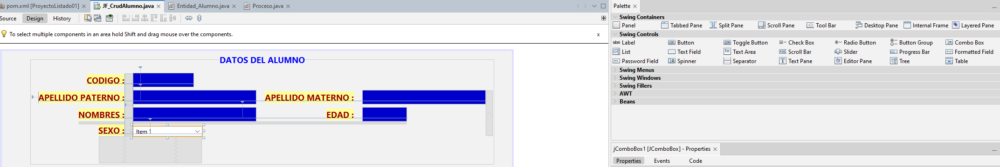 pom.xml [ProyectoListado01] JF_CrudAlumno.java Entidad_Alumno.java Proceso.java
Source Design History
To select multiple components in an area hold Shift and drag mouse over the components. x
DATOS DEL ALUMNO
CODIGO :
APELLIDO PATERNO : APELLIDO MATERNO :
NOMBRES : EDAD :
SEXO : Item 1
Palette
Swing Containers
Panel Tabbed Pane Split Pane Scroll Pane Tool Bar Desktop Pane Internal Frame Layered Pane
Swing Controls
label Label OK Button ON Toggle Button Check Box Radio Button Button Group Combo Box
List Text Field tx Text Area Scroll Bar Slider Progress Bar Formatted Field
Password Field Spinner Separator T Text Pane Editor Pane Tree Table
Swing Menus
Swing Windows
Swing Fillers
AWT
Beans
jComboBox1 [JComboBox] - Properties
Properties Events Code